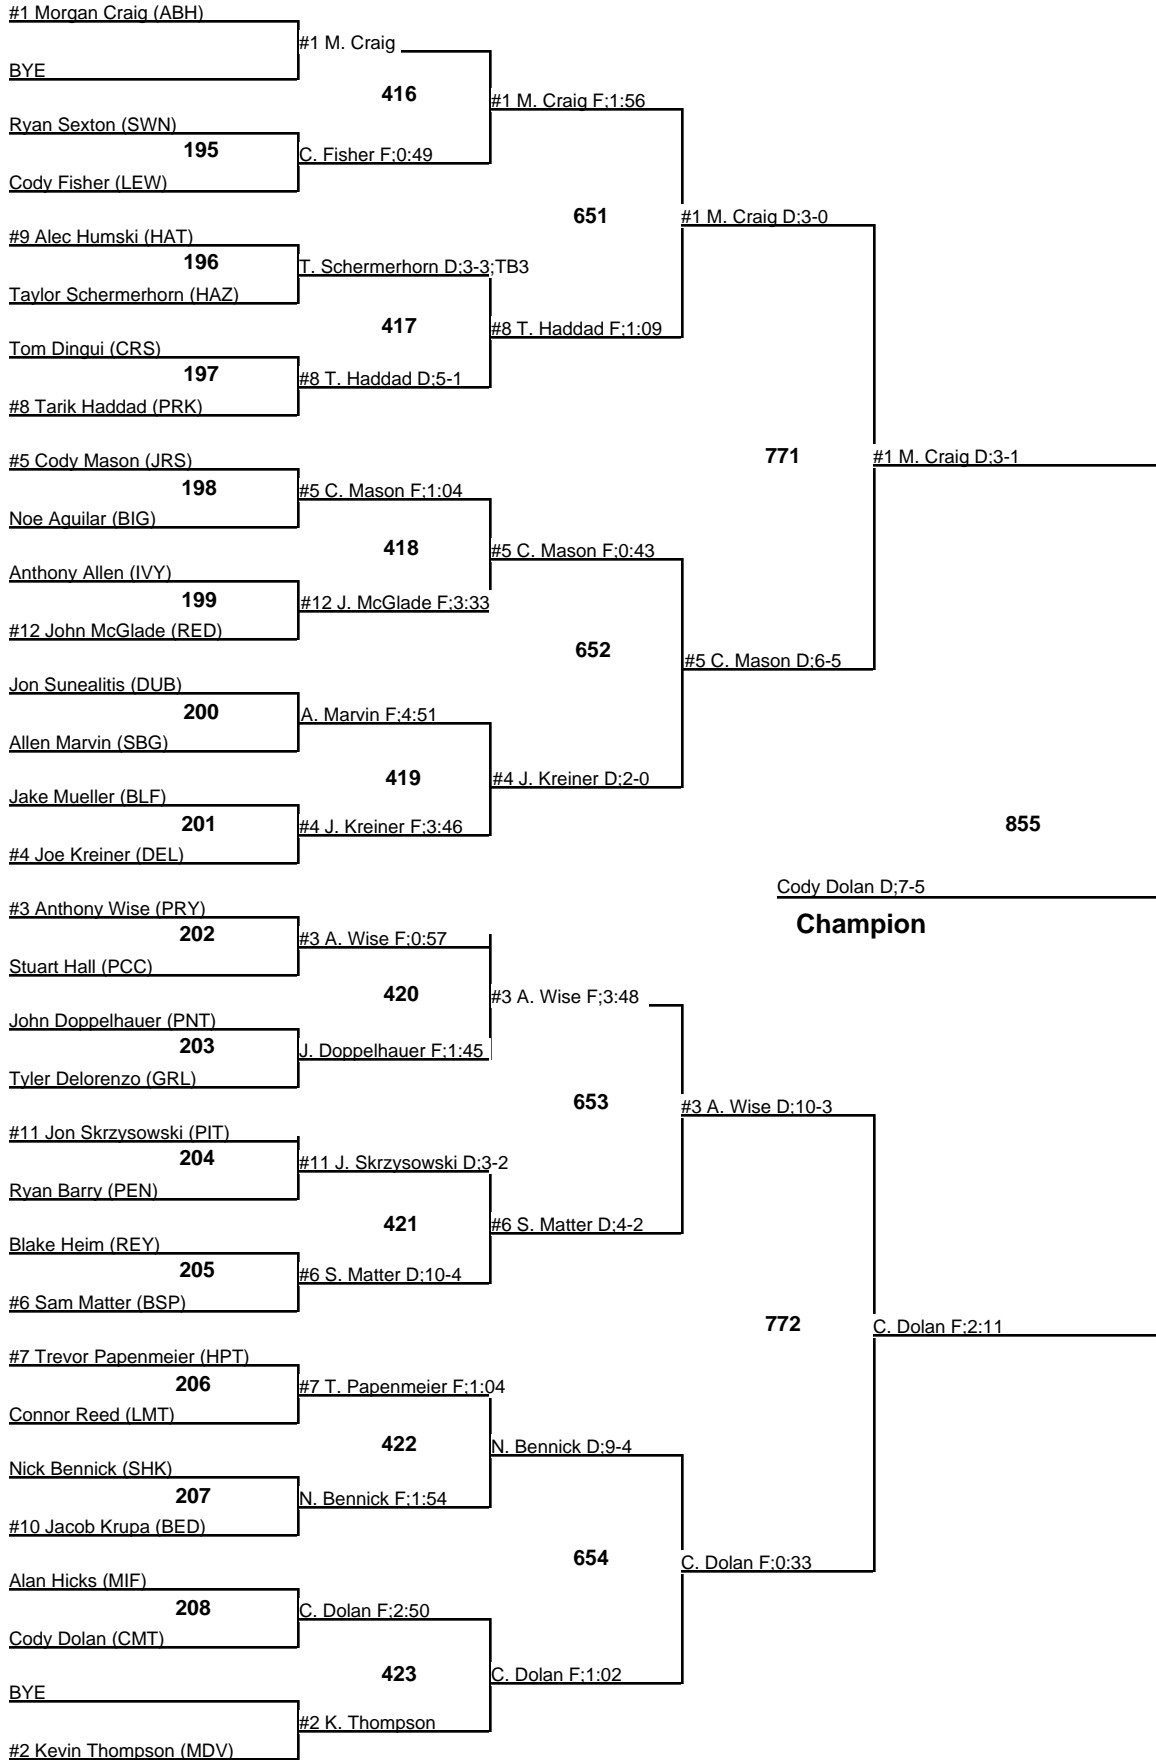 #1 Morgan Craig (ABH)
#1 M. Craig
BYE
416
#1 M. Craig F;1:56
Ryan Sexton (SWN)
195
C. Fisher F;0:49
Cody Fisher (LEW)
651
#1 M. Craig D;3-0
#9 Alec Humski (HAT)
196
T. Schermerhorn D;3-3;TB3
Taylor Schermerhorn (HAZ)
417
#8 T. Haddad F;1:09
Tom Dingui (CRS)
197
#8 T. Haddad D;5-1
#8 Tarik Haddad (PRK)
771
#1 M. Craig D;3-1
#5 Cody Mason (JRS)
198
#5 C. Mason F;1:04
Noe Aguilar (BIG)
418
#5 C. Mason F;0:43
Anthony Allen (IVY)
199
#12 J. McGlade F;3:33
#12 John McGlade (RED)
652
#5 C. Mason D;6-5
Jon Sunealitis (DUB)
200
A. Marvin F;4:51
Allen Marvin (SBG)
419
#4 J. Kreiner D;2-0
Jake Mueller (BLF)
201
#4 J. Kreiner F;3:46
855
#4 Joe Kreiner (DEL)
Cody Dolan D;7-5
Champion
#3 Anthony Wise (PRY)
202
#3 A. Wise F;0:57
Stuart Hall (PCC)
420
#3 A. Wise F;3:48
John Doppelhauer (PNT)
203
J. Doppelhauer F;1:45
Tyler Delorenzo (GRL)
653
#3 A. Wise D;10-3
#11 Jon Skrzysowski (PIT)
204
#11 J. Skrzysowski D;3-2
Ryan Barry (PEN)
421
#6 S. Matter D;4-2
Blake Heim (REY)
205
#6 S. Matter D;10-4
#6 Sam Matter (BSP)
772
C. Dolan F;2:11
#7 Trevor Papenmeier (HPT)
206
#7 T. Papenmeier F;1:04
Connor Reed (LMT)
422
N. Bennick D;9-4
Nick Bennick (SHK)
207
N. Bennick F;1:54
#10 Jacob Krupa (BED)
654
C. Dolan F;0:33
Alan Hicks (MIF)
208
C. Dolan F;2:50
Cody Dolan (CMT)
423
C. Dolan F;1:02
BYE
#2 K. Thompson
#2 Kevin Thompson (MDV)